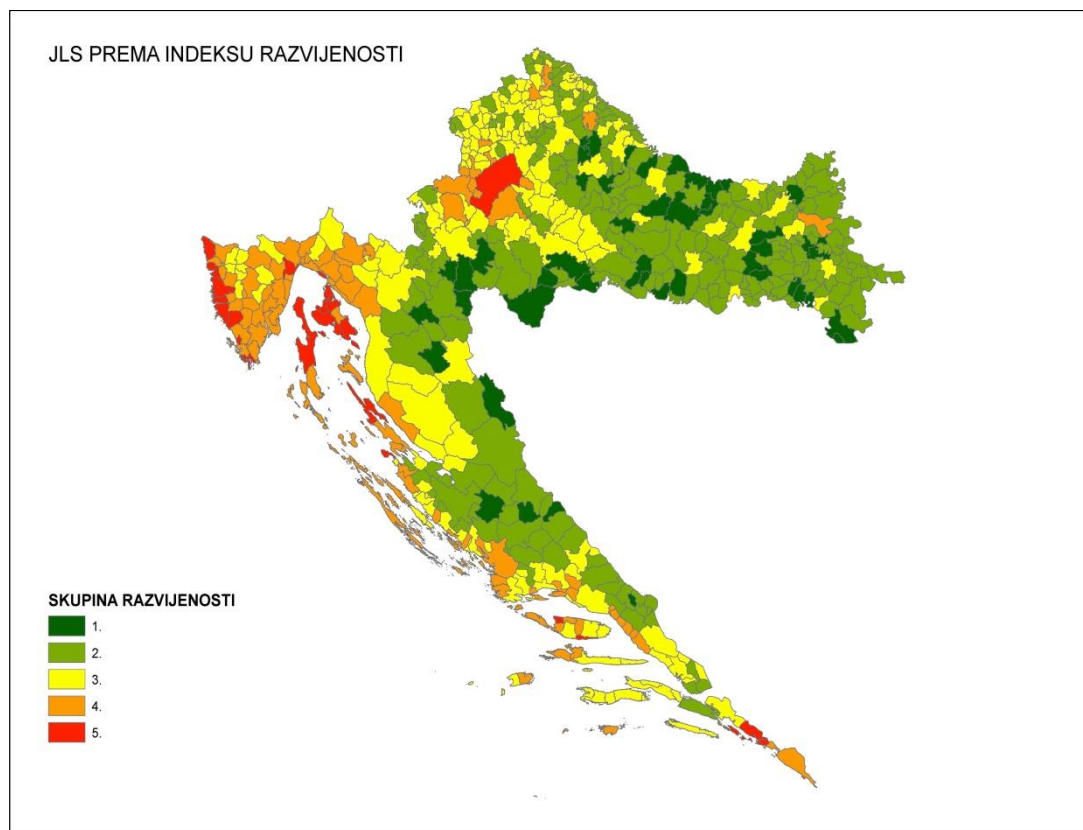 JLS PREMA INDEKSU RAZVIJENOSTI
SKUPINA RAZVIJENOSTI
1.
2.
3.
4.
5.